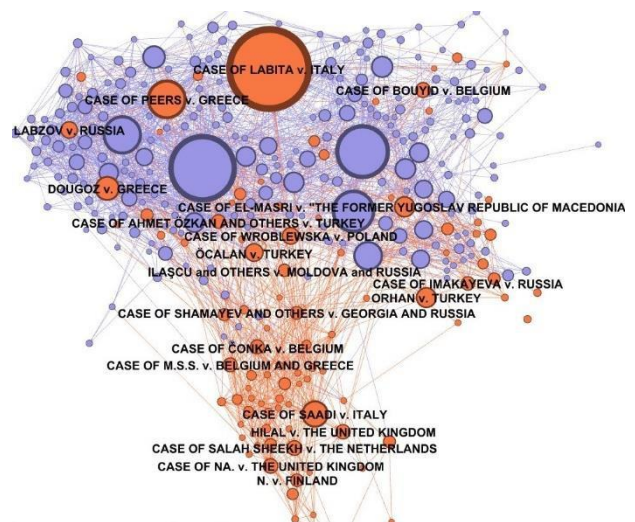 CASE OF LABITA v. ITALY
CASE OF BOUYID v. BELGIUM
CASE OF PEERS v. GREECE
LABZOV v. RUSSIA
DOUGOZ v. GREECE
CASE OF EL-MASRI v. "THE FORMER YUGOSLAV REPUBLIC OF MACEDONIA
CASE OF AHMET ÖZKAN AND OTHERS v. TURKEY
CASE OF WROBLEWSKA v. POLAND
ÖCALAN v. TURKEY
ILAŞCU and OTHERS v. MOLDOVA and RUSSIA
CASE OF IMAKAYEVA v. RUSSIA
ORHAN v. TURKEY
CASE OF SHAMAYEV AND OTHERS v. GEORGIA AND RUSSIA
CASE OF CONKA v. BELGIUM
CASE OF M.S.S. v. BELGIUM AND GREECE
CASE OF SAADI v. ITALY
HILAL v. THE UNITED KINGDOM
CASE OF SALAH SHEEKH v. THE NETHERLANDS
CASE OF NA. v. THE UNITED KINGDOM
N. v. FINLAND